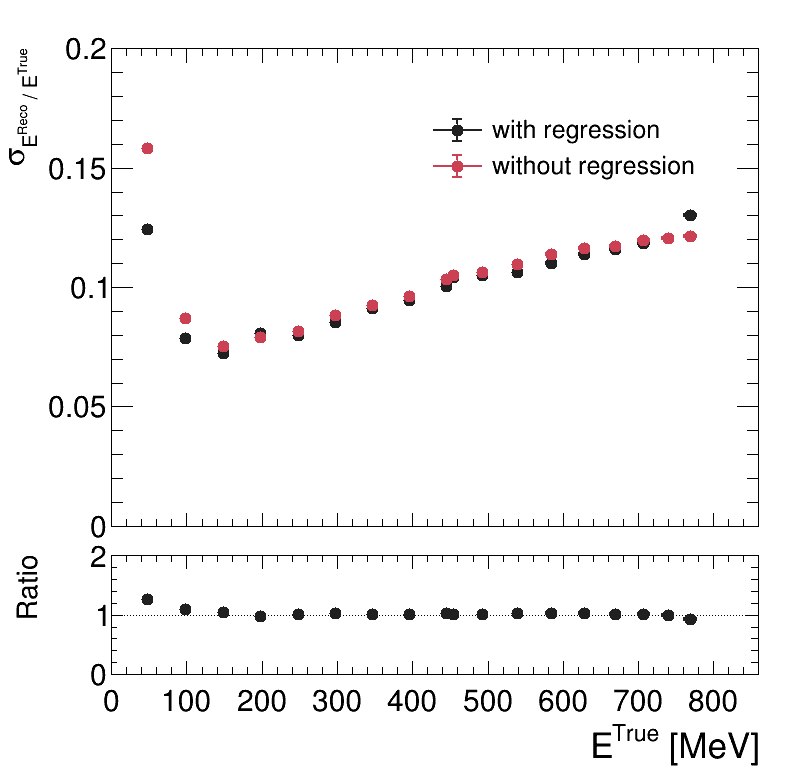 0.2
σ E^Reco / E^True
with regression
0.15
without regression
0.1
0.05
0
2
Ratio
1
0
0 100 200 300 400 500 600 700 800
E^True [MeV]